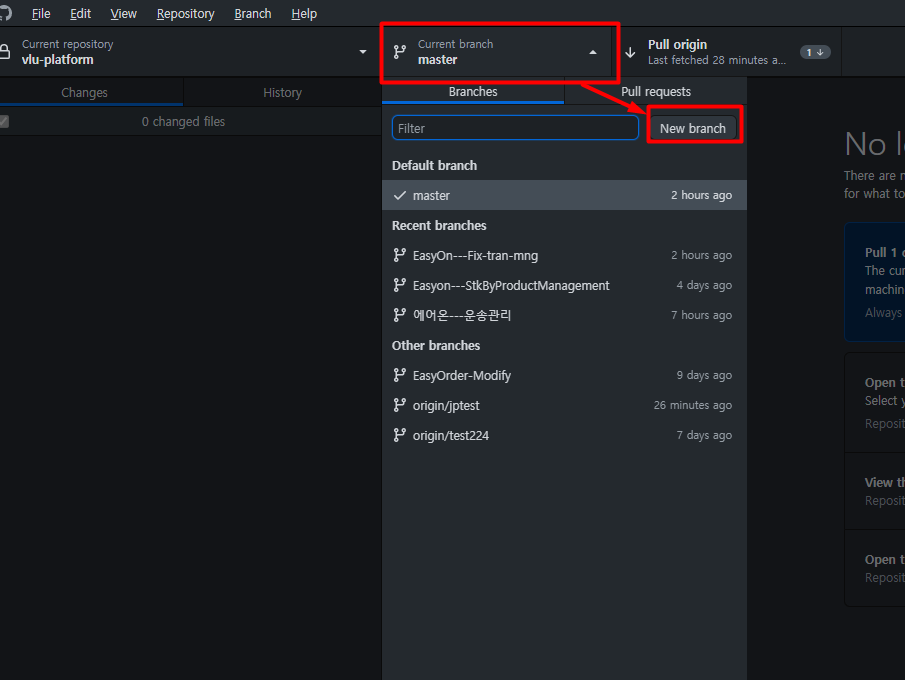 File Edit View Repository Branch Help
Current repository
vlu-platform
Current branch
master
Pull origin
Last fetched 28 minutes a...
1
Changes
History
0 changed files
Branches
Pull requests
Filter
New branch
Default branch
master 2 hours ago
Recent branches
EasyOn---Fix-tran-mng 2 hours ago
Easyon---StkByProductManagement 4 days ago
에어온---운송관리 7 hours ago
Other branches
EasyOrder-Modify 9 days ago
origin/jptest 26 minutes ago
origin/test224 7 days ago
No l
There are n
for what to
Pull 1 c
The cur
machin
Always
Open t
Select y
Reposit
View th
Reposit
Open t
Reposit